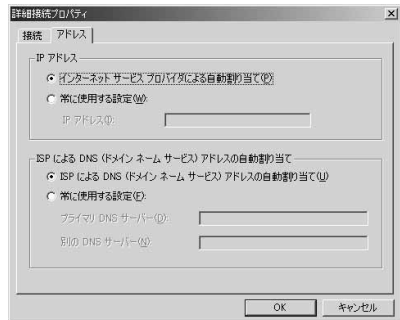 詳細接続プロパティ
接続 アドレス
IP アドレス
インターネット サービス プロバイダによる自動割り当て(P)
常に使用する設定(W):
IP アドレス(I):
ISP による DNS (ドメイン ネーム サービス) アドレスの自動割り当て
ISP による DNS (ドメイン ネーム サービス) アドレスの自動割り当て(U)
常に使用する設定(F):
プライマリ DNS サーバー(D):
別の DNS サーバー(N):
OK キャンセル